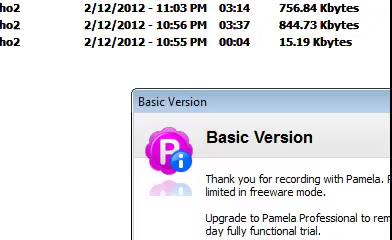 ho2 2/12/2012 - 11:03 PM 03:14 756.84 Kbytes
ho2 2/12/2012 - 10:56 PM 03:37 844.73 Kbytes
ho2 2/12/2012 - 10:55 PM 00:04 15.19 Kbytes
Basic Version
P i
Basic Version
Thank you for recording with Pamela.
limited in freeware mode.
Upgrade to Pamela Professional to rem
day fully functional trial.